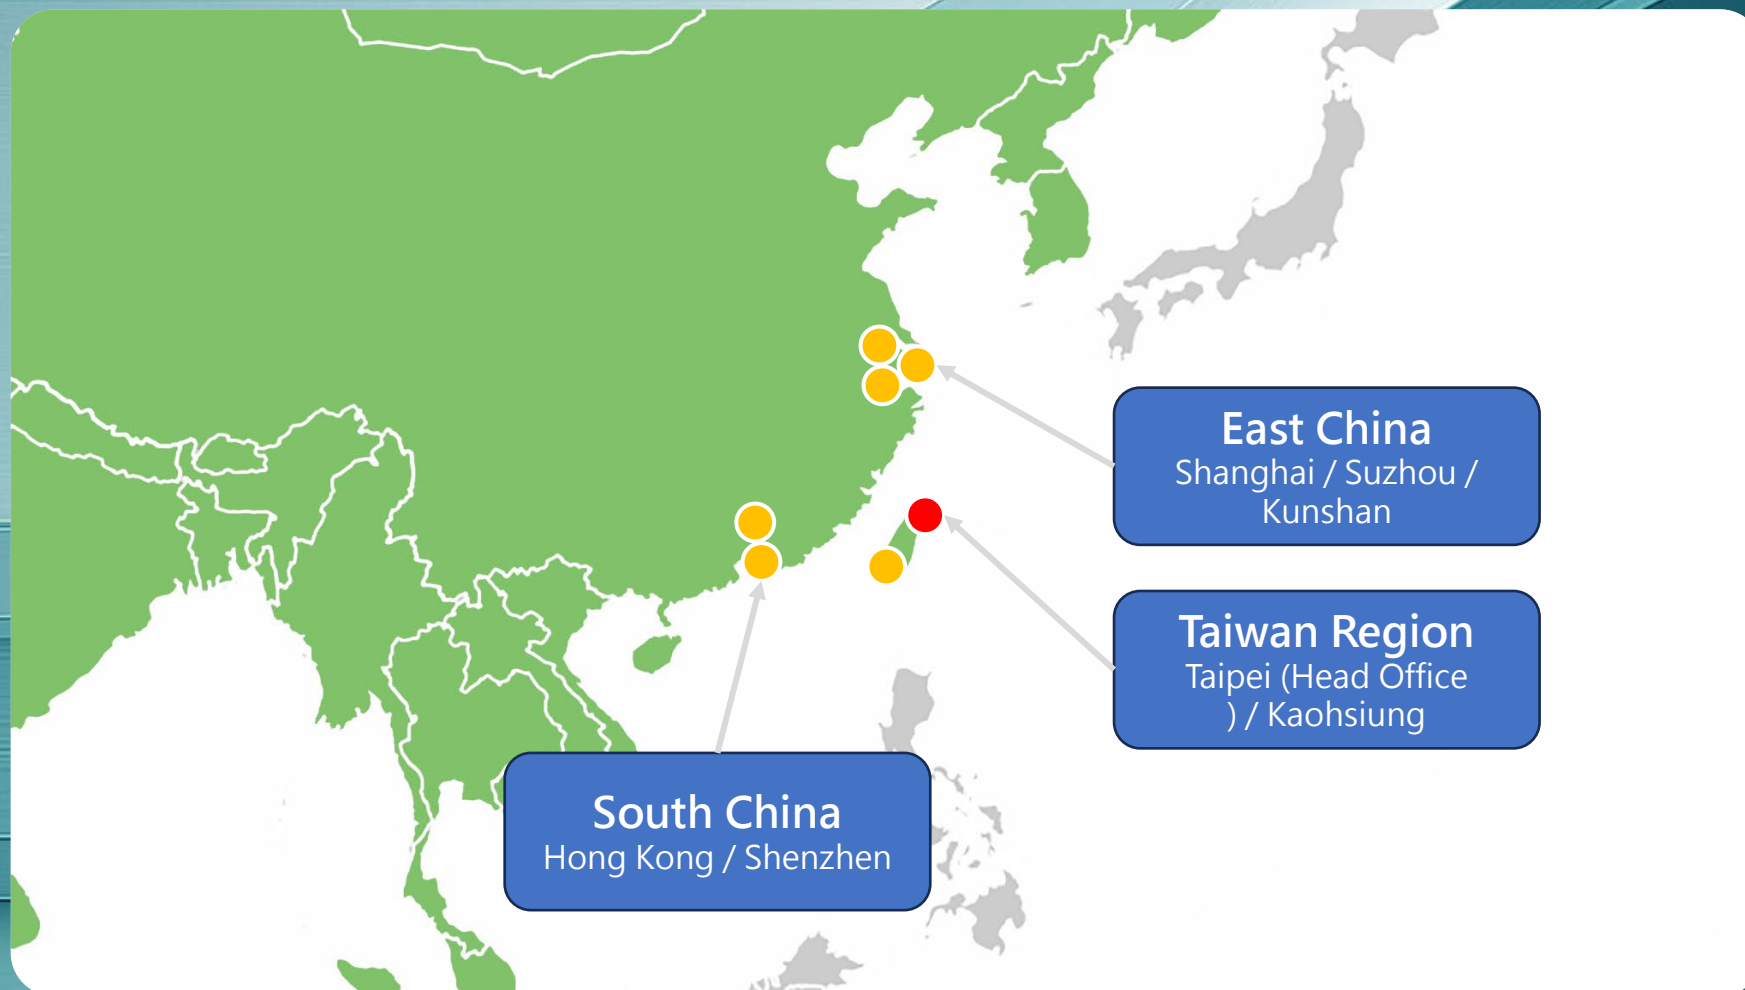 East China
Shanghai / Suzhou /
Kunshan
Taiwan Region
Taipei (Head Office
) / Kaohsiung
South China
Hong Kong / Shenzhen